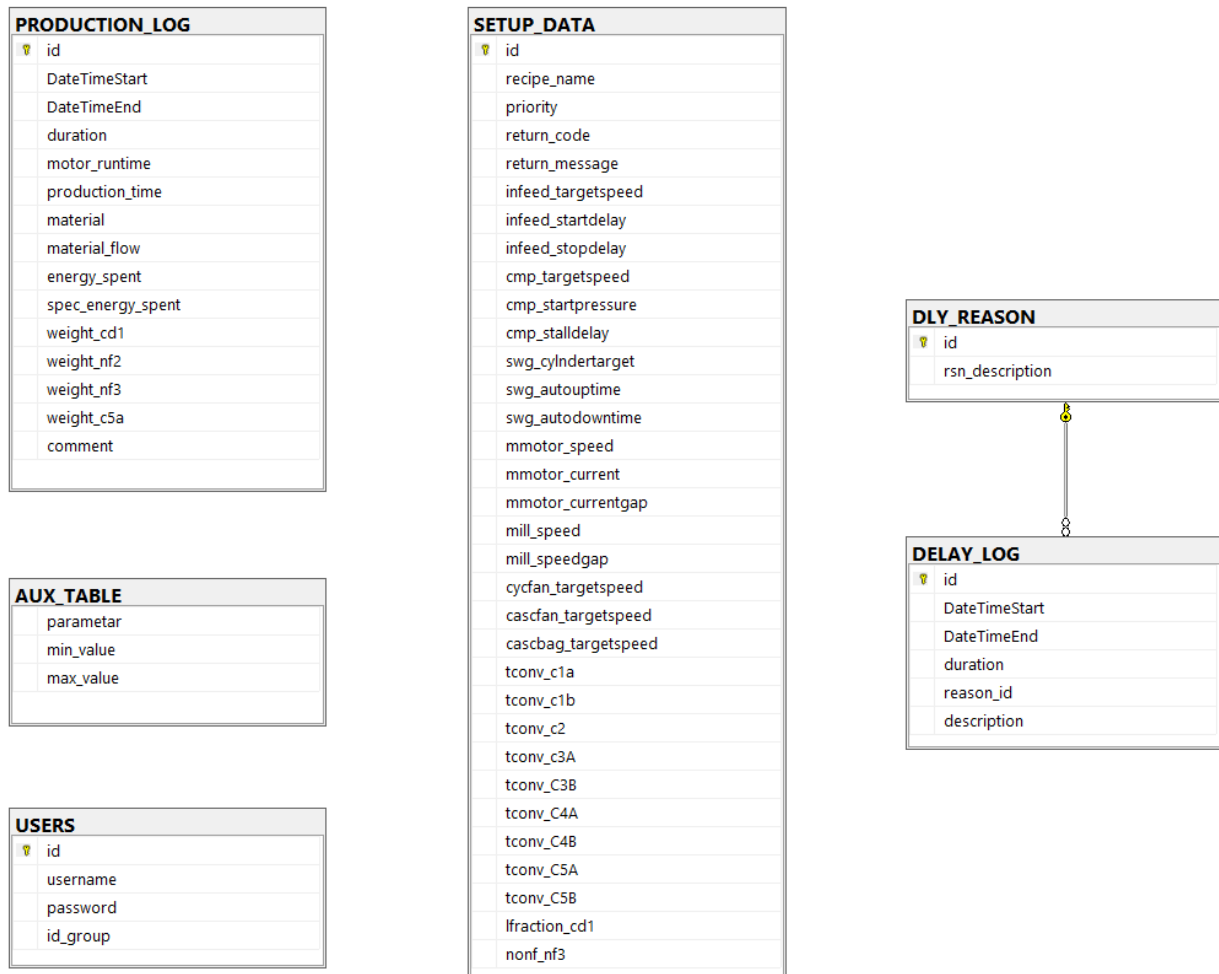 PRODUCTION_LOG
id
DateTimeStart
DateTimeEnd
duration
motor_runtime
production_time
material
material_flow
energy_spent
spec_energy_spent
weight_cd1
weight_nf2
weight_nf3
weight_c5a
comment
AUX_TABLE
parametar
min_value
max_value
USERS
id
username
password
id_group
SETUP_DATA
id
recipe_name
priority
return_code
return_message
infeed_targetspeed
infeed_startdelay
infeed_stopdelay
cmp_targetspeed
cmp_startpressure
cmp_stalldelay
swg_cylndertarget
swg_autouptime
swg_autodowntime
mmotor_speed
mmotor_current
mmotor_currentgap
mill_speed
mill_speedgap
cycfan_targetspeed
cascfan_targetspeed
cascbag_targetspeed
tconv_c1a
tconv_c1b
tconv_c2
tconv_c3A
tconv_C3B
tconv_C4A
tconv_C4B
tconv_C5A
tconv_C5B
lfraction_cd1
nonf_nf3
DLY_REASON
id
rsn_description
DELAY_LOG
id
DateTimeStart
DateTimeEnd
duration
reason_id
description